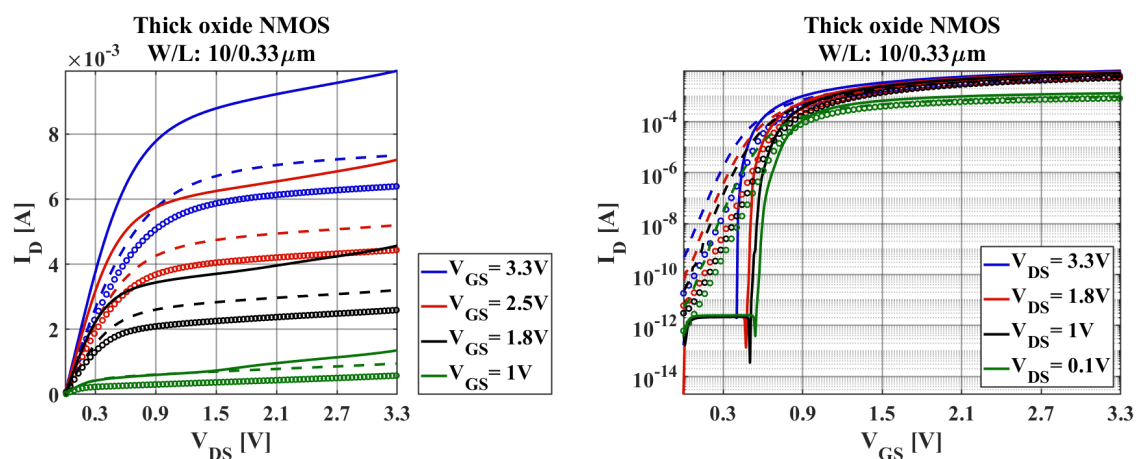 Thick oxide NMOS
W/L: 10/0.33μm
×10⁻³
8
6
4
2
0
I_D [A]
0.3 0.9 1.5 2.1 2.7 3.3
V_DS [V]
V_GS= 3.3V
V_GS= 2.5V
V_GS= 1.8V
V_GS= 1V
Thick oxide NMOS
W/L: 10/0.33μm
10⁻⁴
10⁻⁶
10⁻⁸
10⁻¹⁰
10⁻¹²
10⁻¹⁴
I_D [A]
0.3 0.9 1.5 2.1 2.7 3.3
V_GS [V]
V_DS= 3.3V
V_DS= 1.8V
V_DS= 1V
V_DS= 0.1V